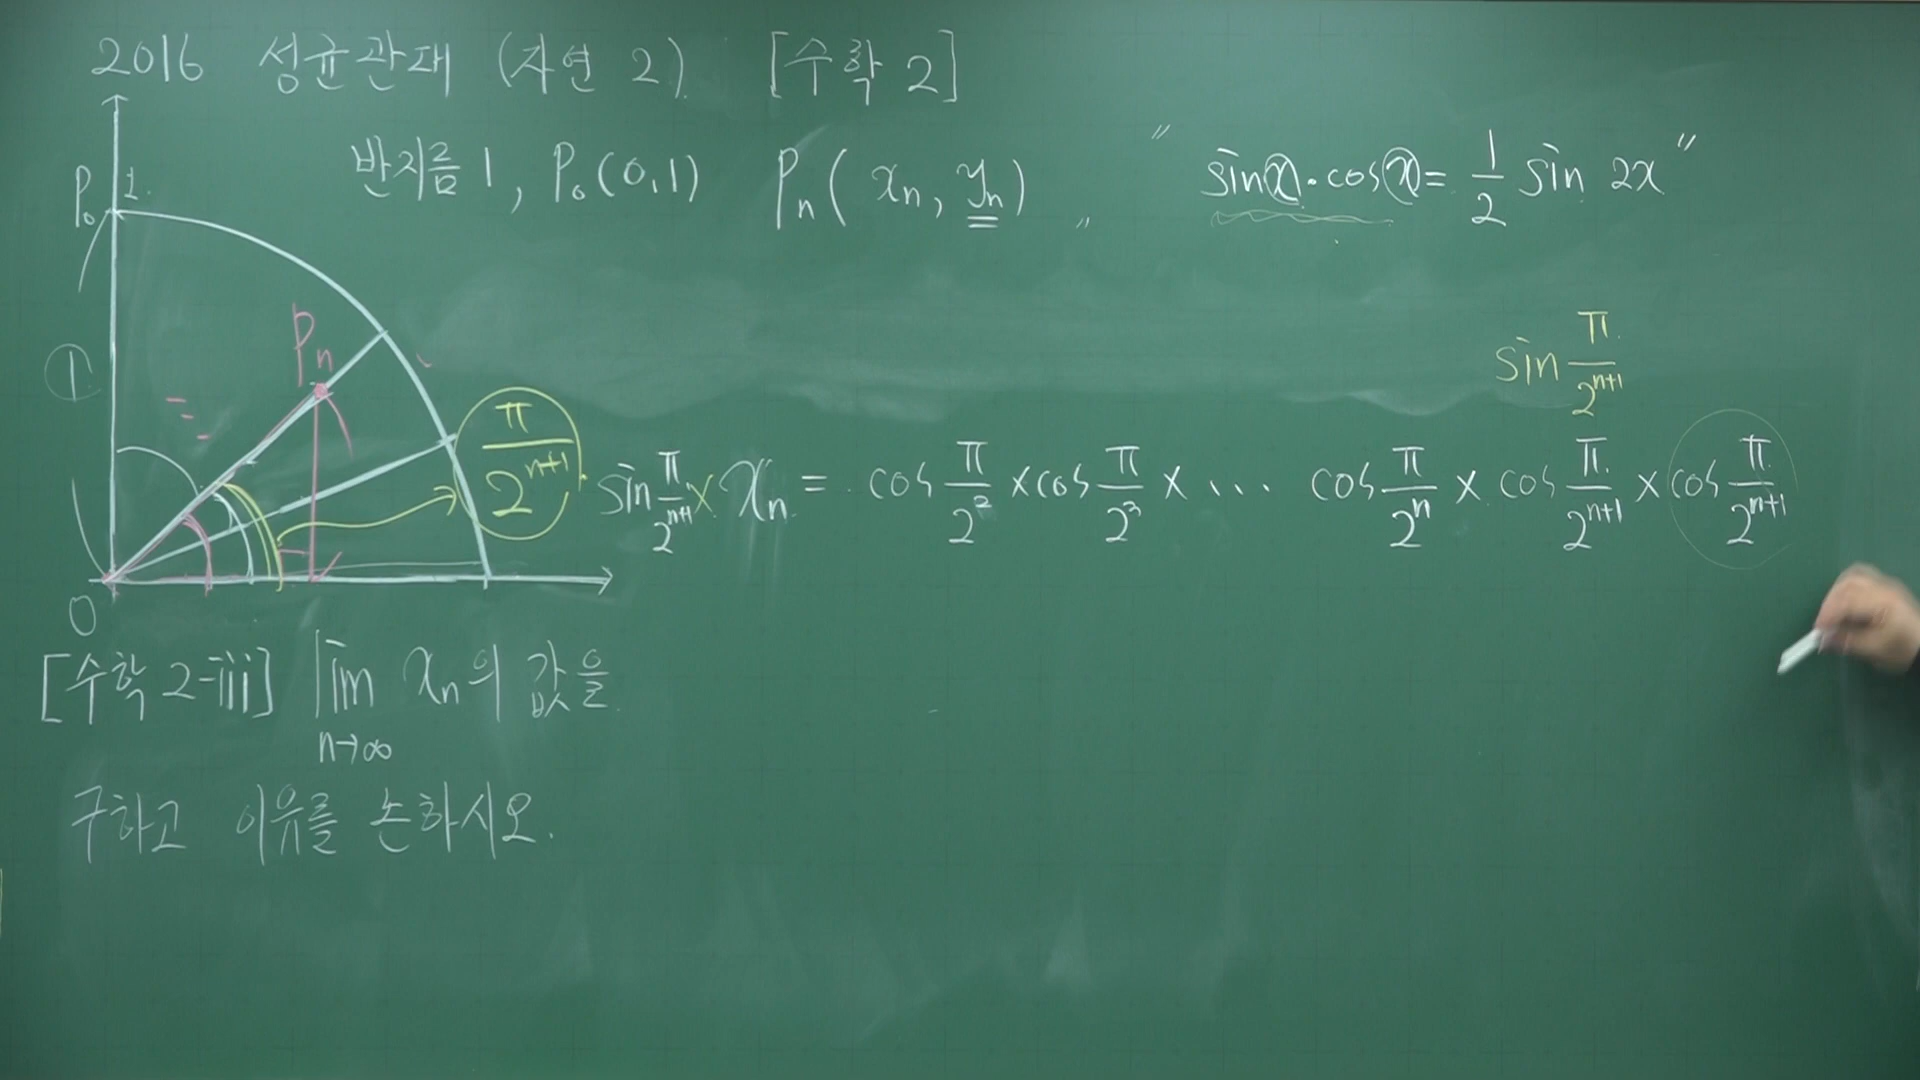 2016 성균관대 (자연 2) [수학 2]
반지름 1, P₀(0,1) Pₙ(xₙ, yₙ) "
" sin x · cos x = 1/2 sin 2x "
P₀ 1
Pₙ
①
π/2ⁿ⁺¹
sin π/2ⁿ⁺¹
sin π/2ⁿ⁺¹ × xₙ = cos π/2² × cos π/2³ × ... cos π/2ⁿ × cos π/2ⁿ⁺¹ × cos π/2ⁿ⁺¹
O
[수학 2-iii] lim xₙ의 값을
n→∞
구하고 이유를 논하시오.